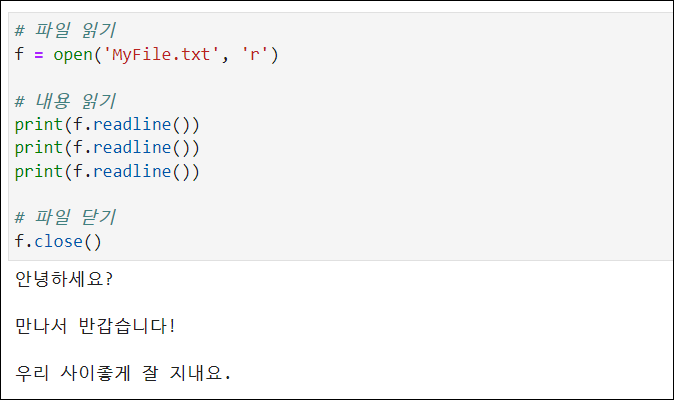 # 파일 읽기
f = open('MyFile.txt', 'r')
# 내용 읽기
print(f.readline())
print(f.readline())
print(f.readline())
# 파일 닫기
f.close()
안녕하세요?
만나서 반갑습니다!
우리 사이좋게 잘 지내요.